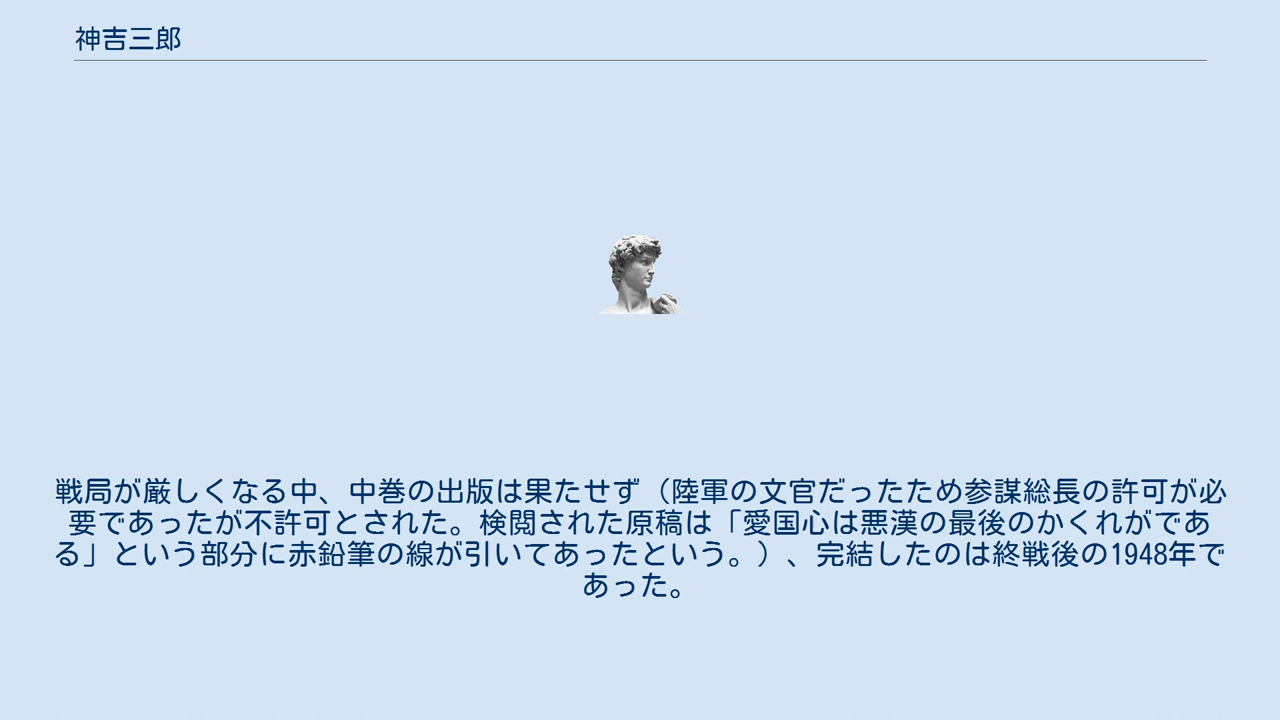 神吉三郎
戦局が厳しくなる中、中巻の出版は果たせず（陸軍の文官だったため参謀総長の許可が必
要であったが不許可とされた。検閲された原稿は「愛国心は悪漢の最後のかくれがであ
る」という部分に赤鉛筆の線が引いてあったという。）、完結したのは終戦後の1948年で
あった。